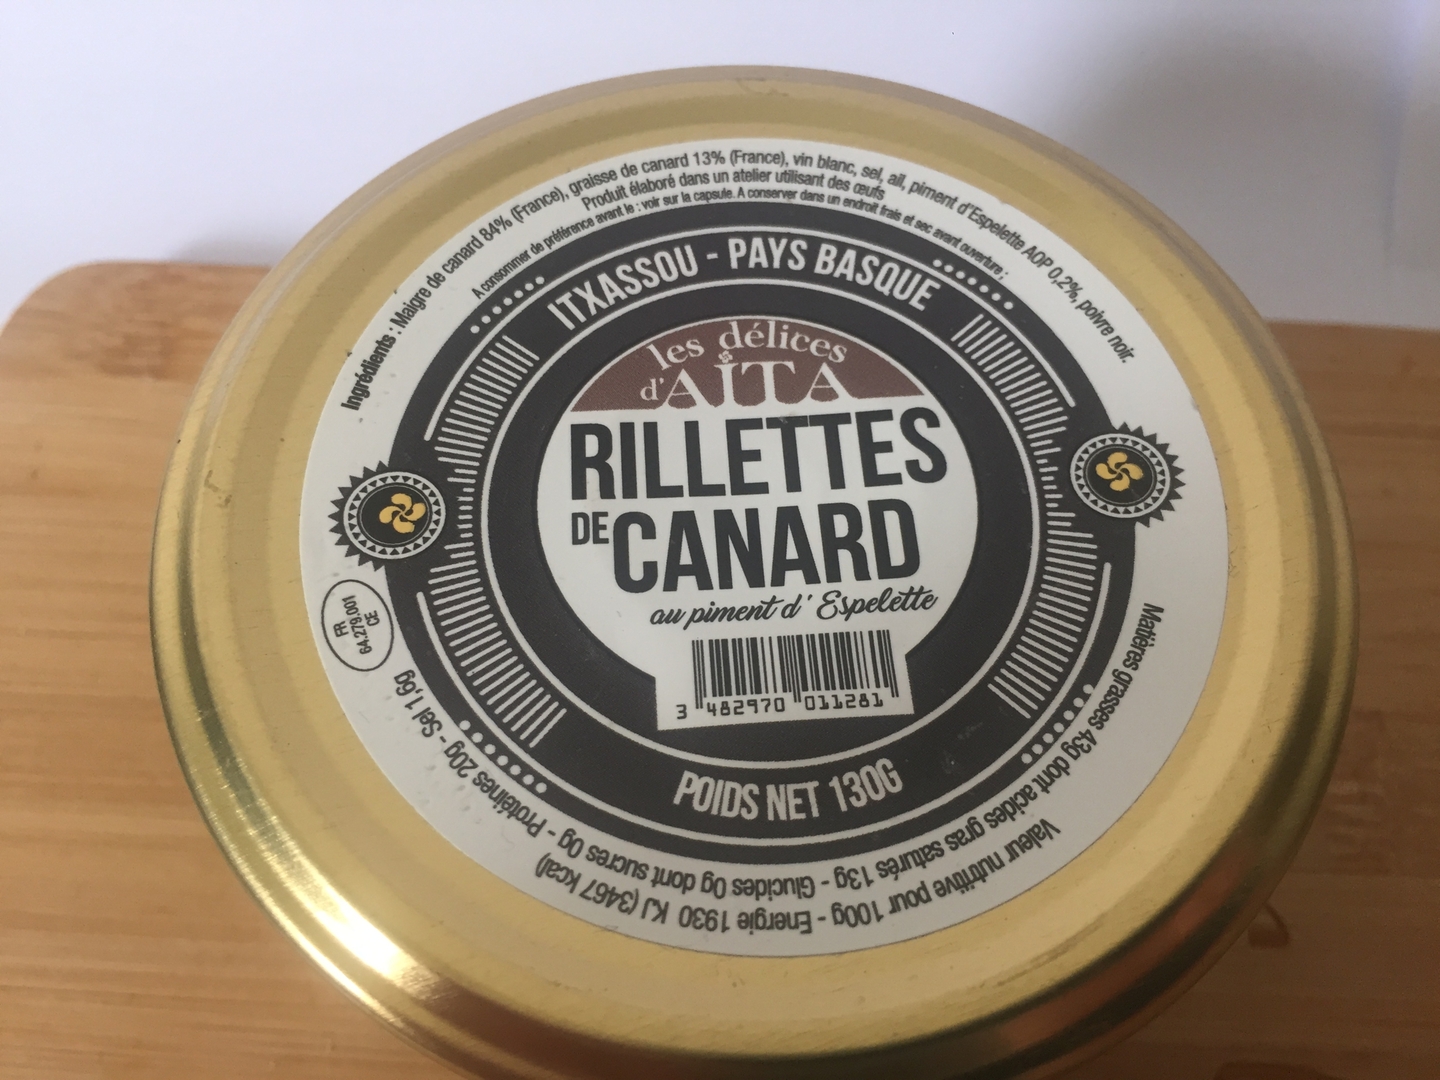 Ingrédients : Maigre de canard 84% (France), graisse de canard 13% (France), vin blanc, sel, ail, piment d'Espelette AOP 0,2%, poivre noir.
Produit élaboré dans un atelier utilisant des œufs
A consommer de préférence avant le : voir sur la capsule. A conserver dans un endroit frais et sec avant ouverture ;
ITXASSOU - PAYS BASQUE
les délices
d'AITA
RILLETTES
DE CANARD
au piment d'Espelette
3 482970 011281
POIDS NET 130G
FR
64.279.001
CE
Valeur nutritive pour 100g - Energie 1930 KJ (3467 kcal)
Matières grasses 43g dont acides gras saturés 13g - Glucides 0g dont sucres 0g - Protéines 20g - Sel 1,6g